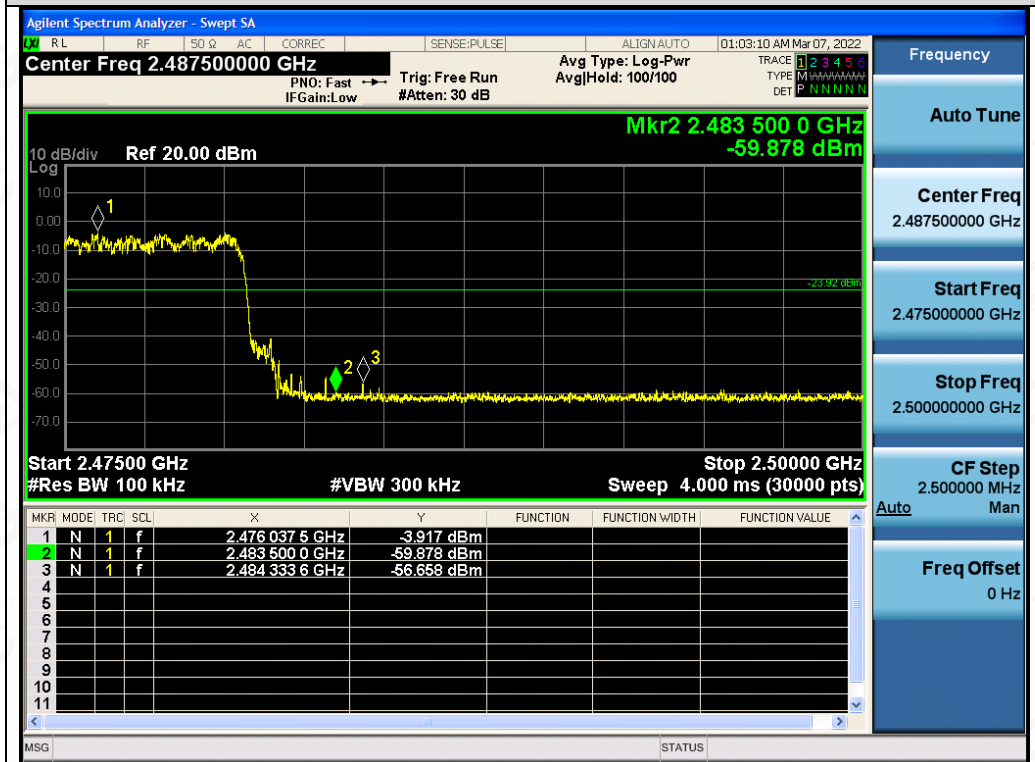 Agilent Spectrum Analyzer - Swept SA
LXI RL RF 50 Ω AC CORREC SENSE:PULSE ALIGN AUTO 01:03:10 AM Mar 07, 2022
Center Freq 2.487500000 GHz
PNO: Fast
IFGain:Low
Trig: Free Run
#Atten: 30 dB
Avg Type: Log-Pwr
Avg|Hold: 100/100
TRACE 1 2 3 4 5 6
TYPE M
DET P N N N N N
Mkr2 2.483 500 0 GHz
-59.878 dBm
10 dB/div Ref 20.00 dBm
Log
10.0
0.00
-10.0
-20.0
-30.0
-40.0
-50.0
-60.0
-70.0
1
2
3
-23.92 dBm
Start 2.47500 GHz Stop 2.50000 GHz
#Res BW 100 kHz #VBW 300 kHz Sweep 4.000 ms (30000 pts)
MKR MODE TRC SCL X Y FUNCTION FUNCTION WIDTH FUNCTION VALUE
1 N 1 f 2.476 037 5 GHz -3.917 dBm
2 N 1 f 2.483 500 0 GHz -59.878 dBm
3 N 1 f 2.484 333 6 GHz -56.658 dBm
4
5
6
7
8
9
10
11
MSG STATUS
Frequency
Auto Tune
Center Freq
2.487500000 GHz
Start Freq
2.475000000 GHz
Stop Freq
2.500000000 GHz
CF Step
2.500000 MHz
Auto Man
Freq Offset
0 Hz